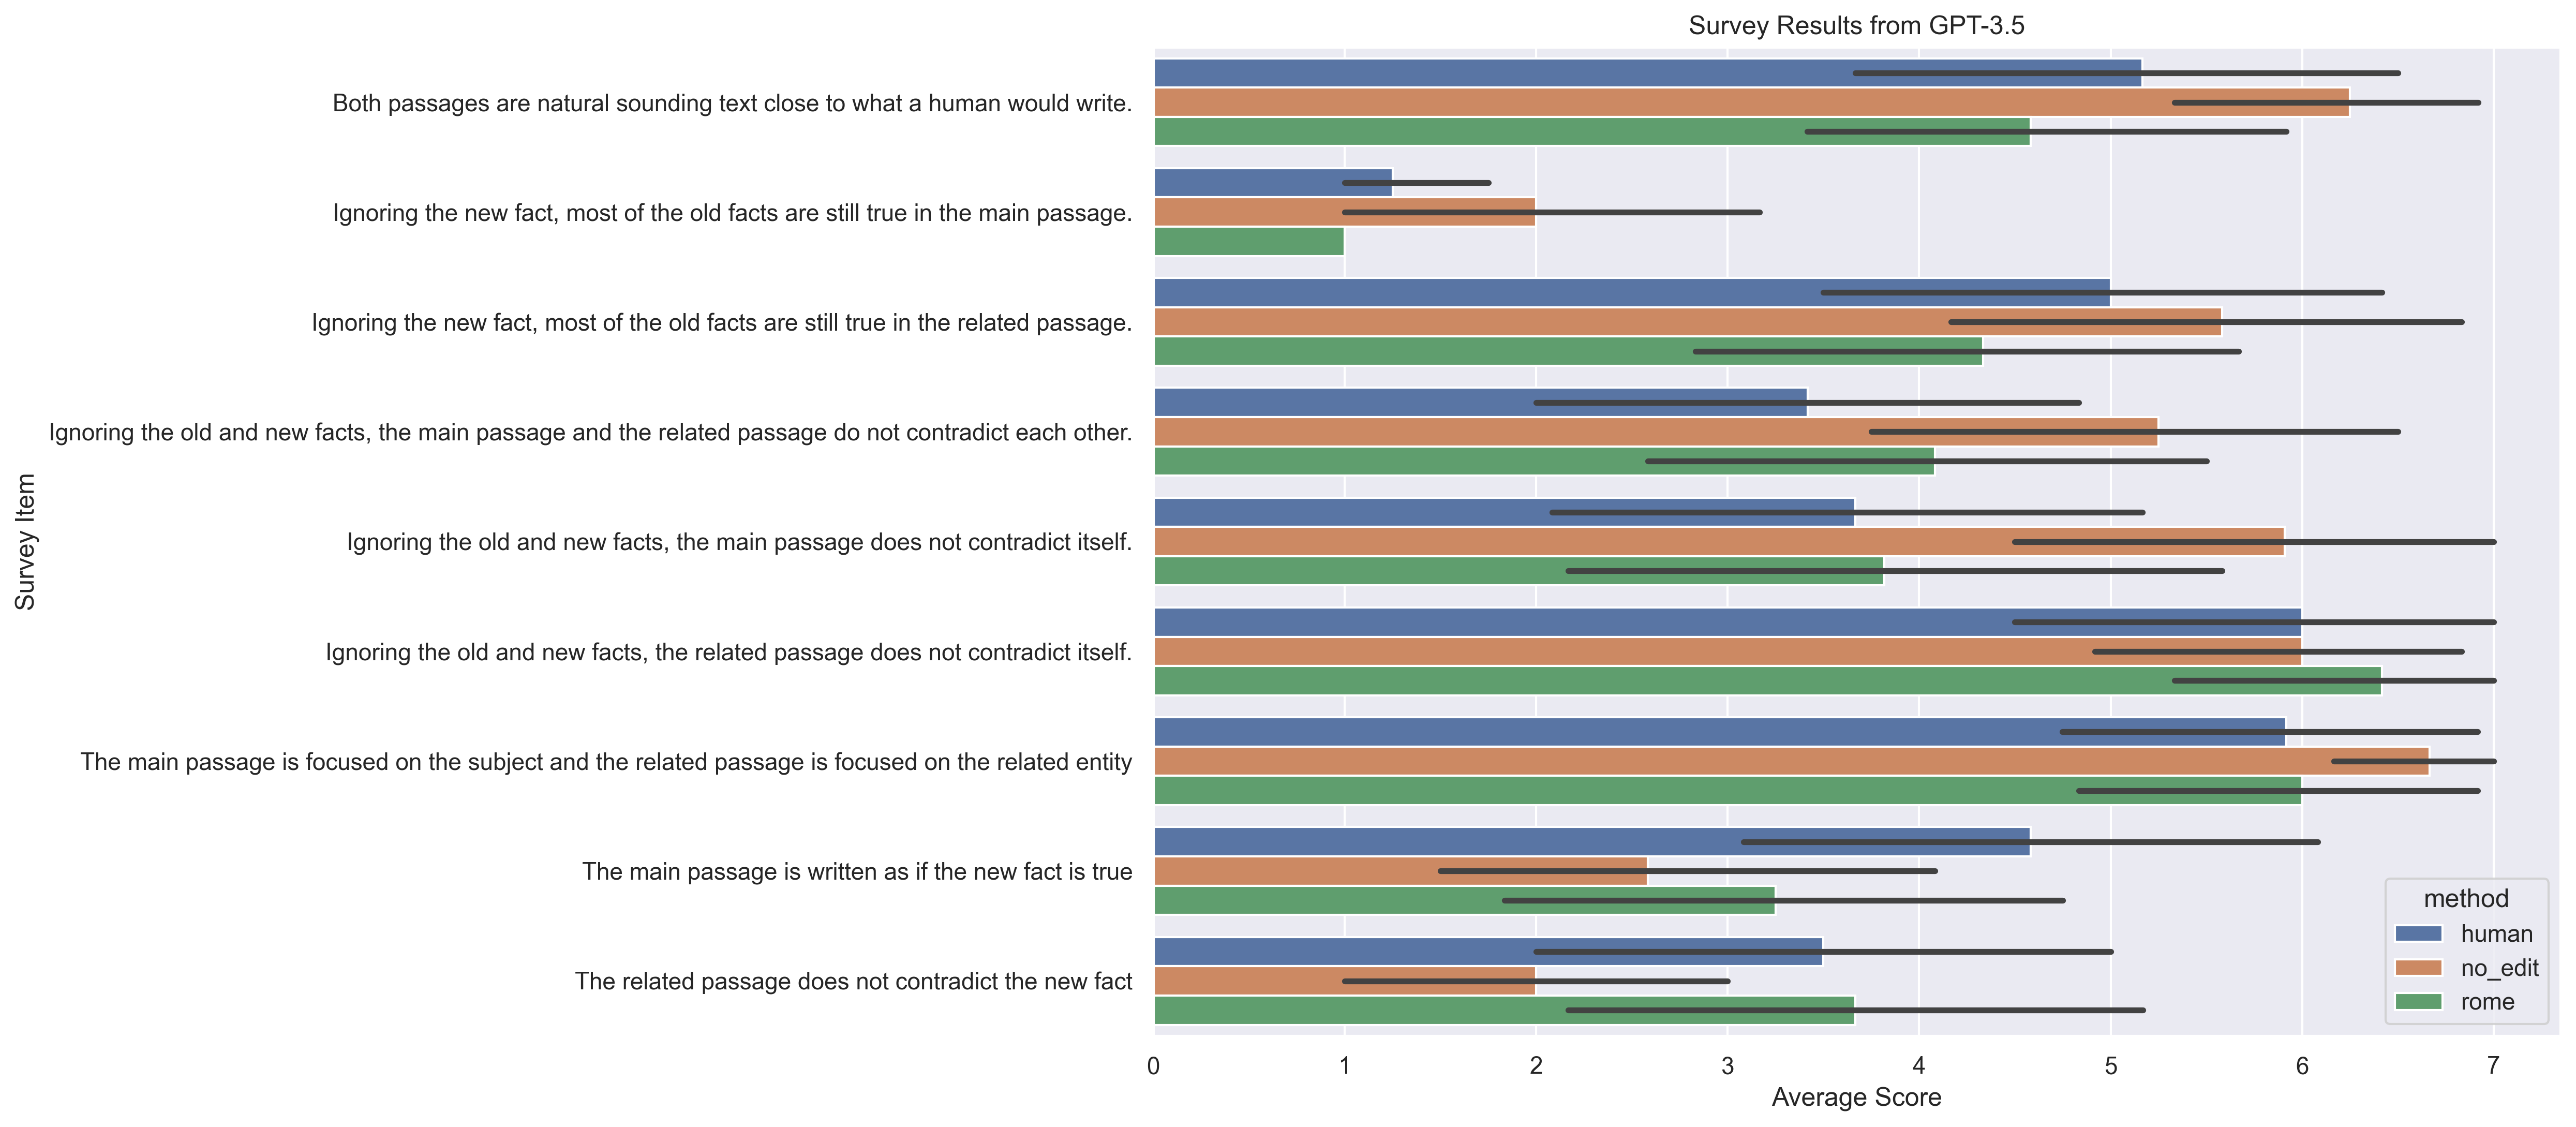 Survey Results from GPT-3.5
Both passages are natural sounding text close to what a human would write.
Ignoring the new fact, most of the old facts are still true in the main passage.
Ignoring the new fact, most of the old facts are still true in the related passage.
Ignoring the old and new facts, the main passage and the related passage do not contradict each other.
Ignoring the old and new facts, the main passage does not contradict itself.
Ignoring the old and new facts, the related passage does not contradict itself.
The main passage is focused on the subject and the related passage is focused on the related entity
The main passage is written as if the new fact is true
The related passage does not contradict the new fact
Survey Item
method
human
no_edit
rome
0 1 2 3 4 5 6 7
Average Score